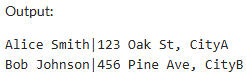 Output:
Alice Smith|123 Oak St, CityA
Bob Johnson|456 Pine Ave, CityB